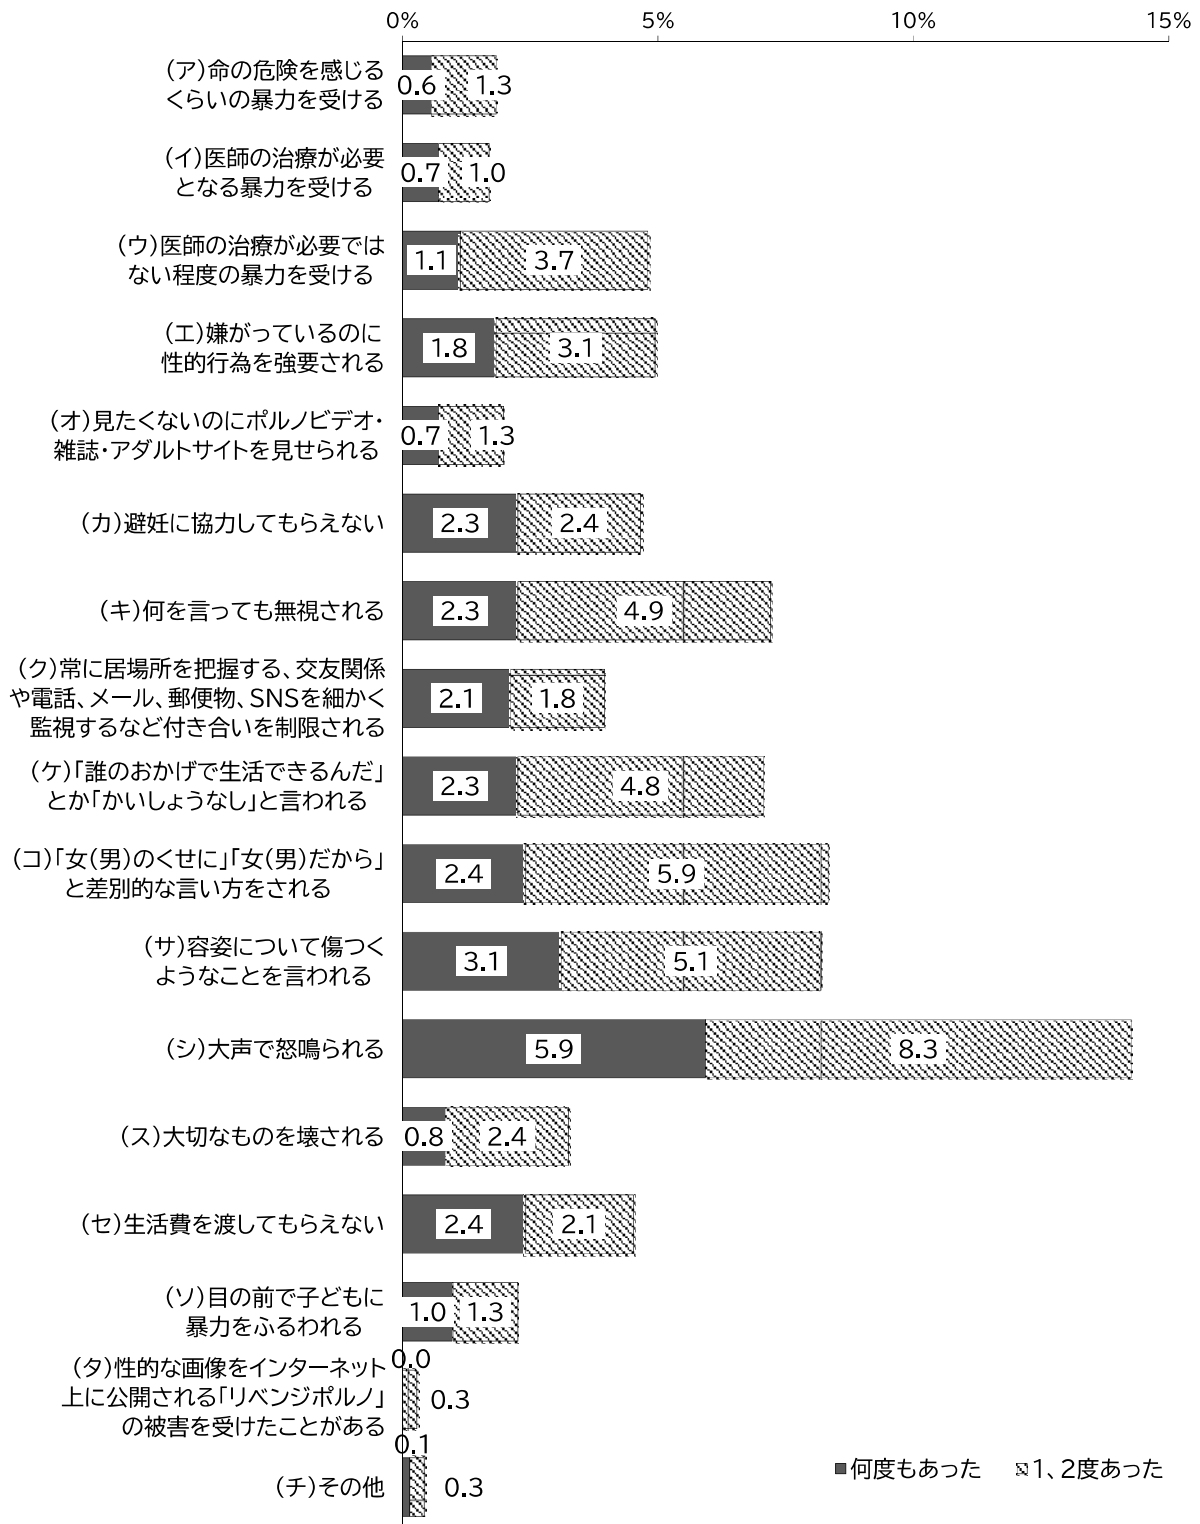 0% 5% 10% 15%
（ア）命の危険を感じる
くらいの暴力を受ける
0.6 1.3
（イ）医師の治療が必要
となる暴力を受ける
0.7 1.0
（ウ）医師の治療が必要では
ない程度の暴力を受ける
1.1 3.7
（エ）嫌がっているのに
性的行為を強要される
1.8 3.1
（オ）見たくないのにポルノビデオ・
雑誌・アダルトサイトを見せられる
0.7 1.3
（カ）避妊に協力してもらえない
2.3 2.4
（キ）何を言っても無視される
2.3 4.9
（ク）常に居場所を把握する、交友関係
や電話、メール、郵便物、SNSを細かく
監視するなど付き合いを制限される
2.1 1.8
（ケ）「誰のおかげで生活できるんだ」
とか「かいしょうなし」と言われる
2.3 4.8
（コ）「女（男）のくせに」「女（男）だから」
と差別的な言い方をされる
2.4 5.9
（サ）容姿について傷つく
ようなことを言われる
3.1 5.1
（シ）大声で怒鳴られる
5.9 8.3
（ス）大切なものを壊される
0.8 2.4
（セ）生活費を渡してもらえない
2.4 2.1
（ソ）目の前で子どもに
暴力をふるわれる
1.0 1.3
（タ）性的な画像をインターネット
上に公開される「リベンジポルノ」
の被害を受けたことがある
0.0 0.3
（チ）その他
0.1 0.3
何度もあった 1、2度あった